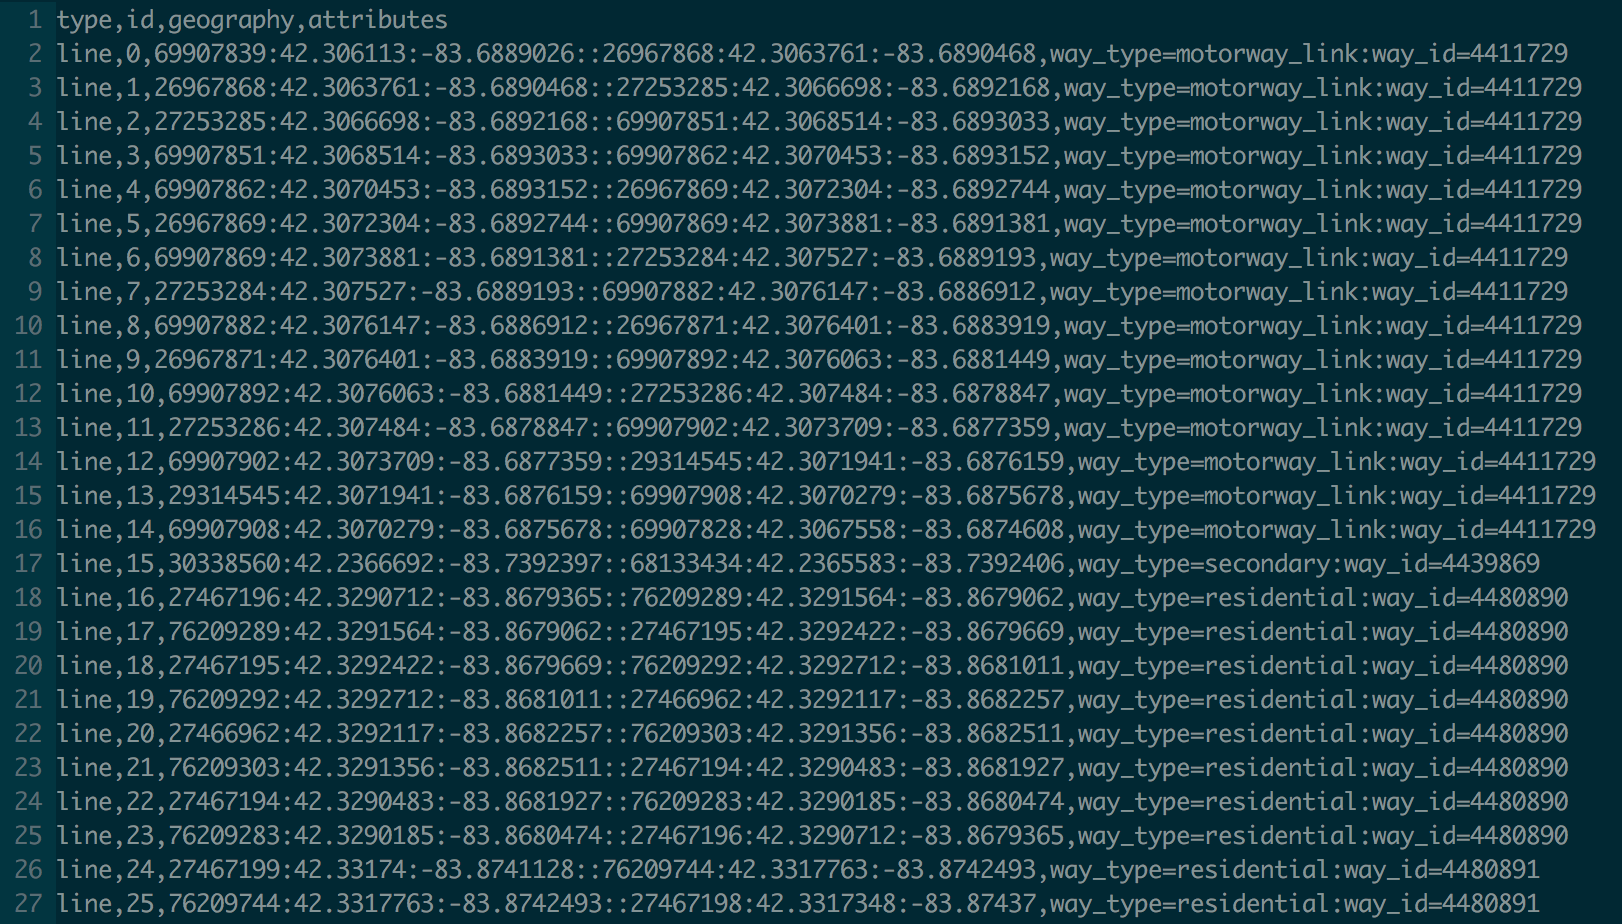 1 type,id,geography,attributes
2 line,0,69907839:42.306113:-83.6889026::26967868:42.3063761:-83.6890468,way_type=motorway_link:way_id=4411729
3 line,1,26967868:42.3063761:-83.6890468::27253285:42.3066698:-83.6892168,way_type=motorway_link:way_id=4411729
4 line,2,27253285:42.3066698:-83.6892168::69907851:42.3068514:-83.6893033,way_type=motorway_link:way_id=4411729
5 line,3,69907851:42.3068514:-83.6893033::69907862:42.3070453:-83.6893152,way_type=motorway_link:way_id=4411729
6 line,4,69907862:42.3070453:-83.6893152::26967869:42.3072304:-83.6892744,way_type=motorway_link:way_id=4411729
7 line,5,26967869:42.3072304:-83.6892744::69907869:42.3073881:-83.6891381,way_type=motorway_link:way_id=4411729
8 line,6,69907869:42.3073881:-83.6891381::27253284:42.307527:-83.6889193,way_type=motorway_link:way_id=4411729
9 line,7,27253284:42.307527:-83.6889193::69907882:42.3076147:-83.6886912,way_type=motorway_link:way_id=4411729
10 line,8,69907882:42.3076147:-83.6886912::26967871:42.3076401:-83.6883919,way_type=motorway_link:way_id=4411729
11 line,9,26967871:42.3076401:-83.6883919::69907892:42.3076063:-83.6881449,way_type=motorway_link:way_id=4411729
12 line,10,69907892:42.3076063:-83.6881449::27253286:42.307484:-83.6878847,way_type=motorway_link:way_id=4411729
13 line,11,27253286:42.307484:-83.6878847::69907902:42.3073709:-83.6877359,way_type=motorway_link:way_id=4411729
14 line,12,69907902:42.3073709:-83.6877359::29314545:42.3071941:-83.6876159,way_type=motorway_link:way_id=4411729
15 line,13,29314545:42.3071941:-83.6876159::69907908:42.3070279:-83.6875678,way_type=motorway_link:way_id=4411729
16 line,14,69907908:42.3070279:-83.6875678::69907828:42.3067558:-83.6874608,way_type=motorway_link:way_id=4411729
17 line,15,30338560:42.2366692:-83.7392397::68133434:42.2365583:-83.7392406,way_type=secondary:way_id=4439869
18 line,16,27467196:42.3290712:-83.8679365::76209289:42.3291564:-83.8679062,way_type=residential:way_id=4480890
19 line,17,76209289:42.3291564:-83.8679062::27467195:42.3292422:-83.8679669,way_type=residential:way_id=4480890
20 line,18,27467195:42.3292422:-83.8679669::76209292:42.3292712:-83.8681011,way_type=residential:way_id=4480890
21 line,19,76209292:42.3292712:-83.8681011::27466962:42.3292117:-83.8682257,way_type=residential:way_id=4480890
22 line,20,27466962:42.3292117:-83.8682257::76209303:42.3291356:-83.8682511,way_type=residential:way_id=4480890
23 line,21,76209303:42.3291356:-83.8682511::27467194:42.3290483:-83.8681927,way_type=residential:way_id=4480890
24 line,22,27467194:42.3290483:-83.8681927::76209283:42.3290185:-83.8680474,way_type=residential:way_id=4480890
25 line,23,76209283:42.3290185:-83.8680474::27467196:42.3290712:-83.8679365,way_type=residential:way_id=4480890
26 line,24,27467199:42.33174:-83.8741128::76209744:42.3317763:-83.8742493,way_type=residential:way_id=4480891
27 line,25,76209744:42.3317763:-83.8742493::27467198:42.3317348:-83.87437,way_type=residential:way_id=4480891